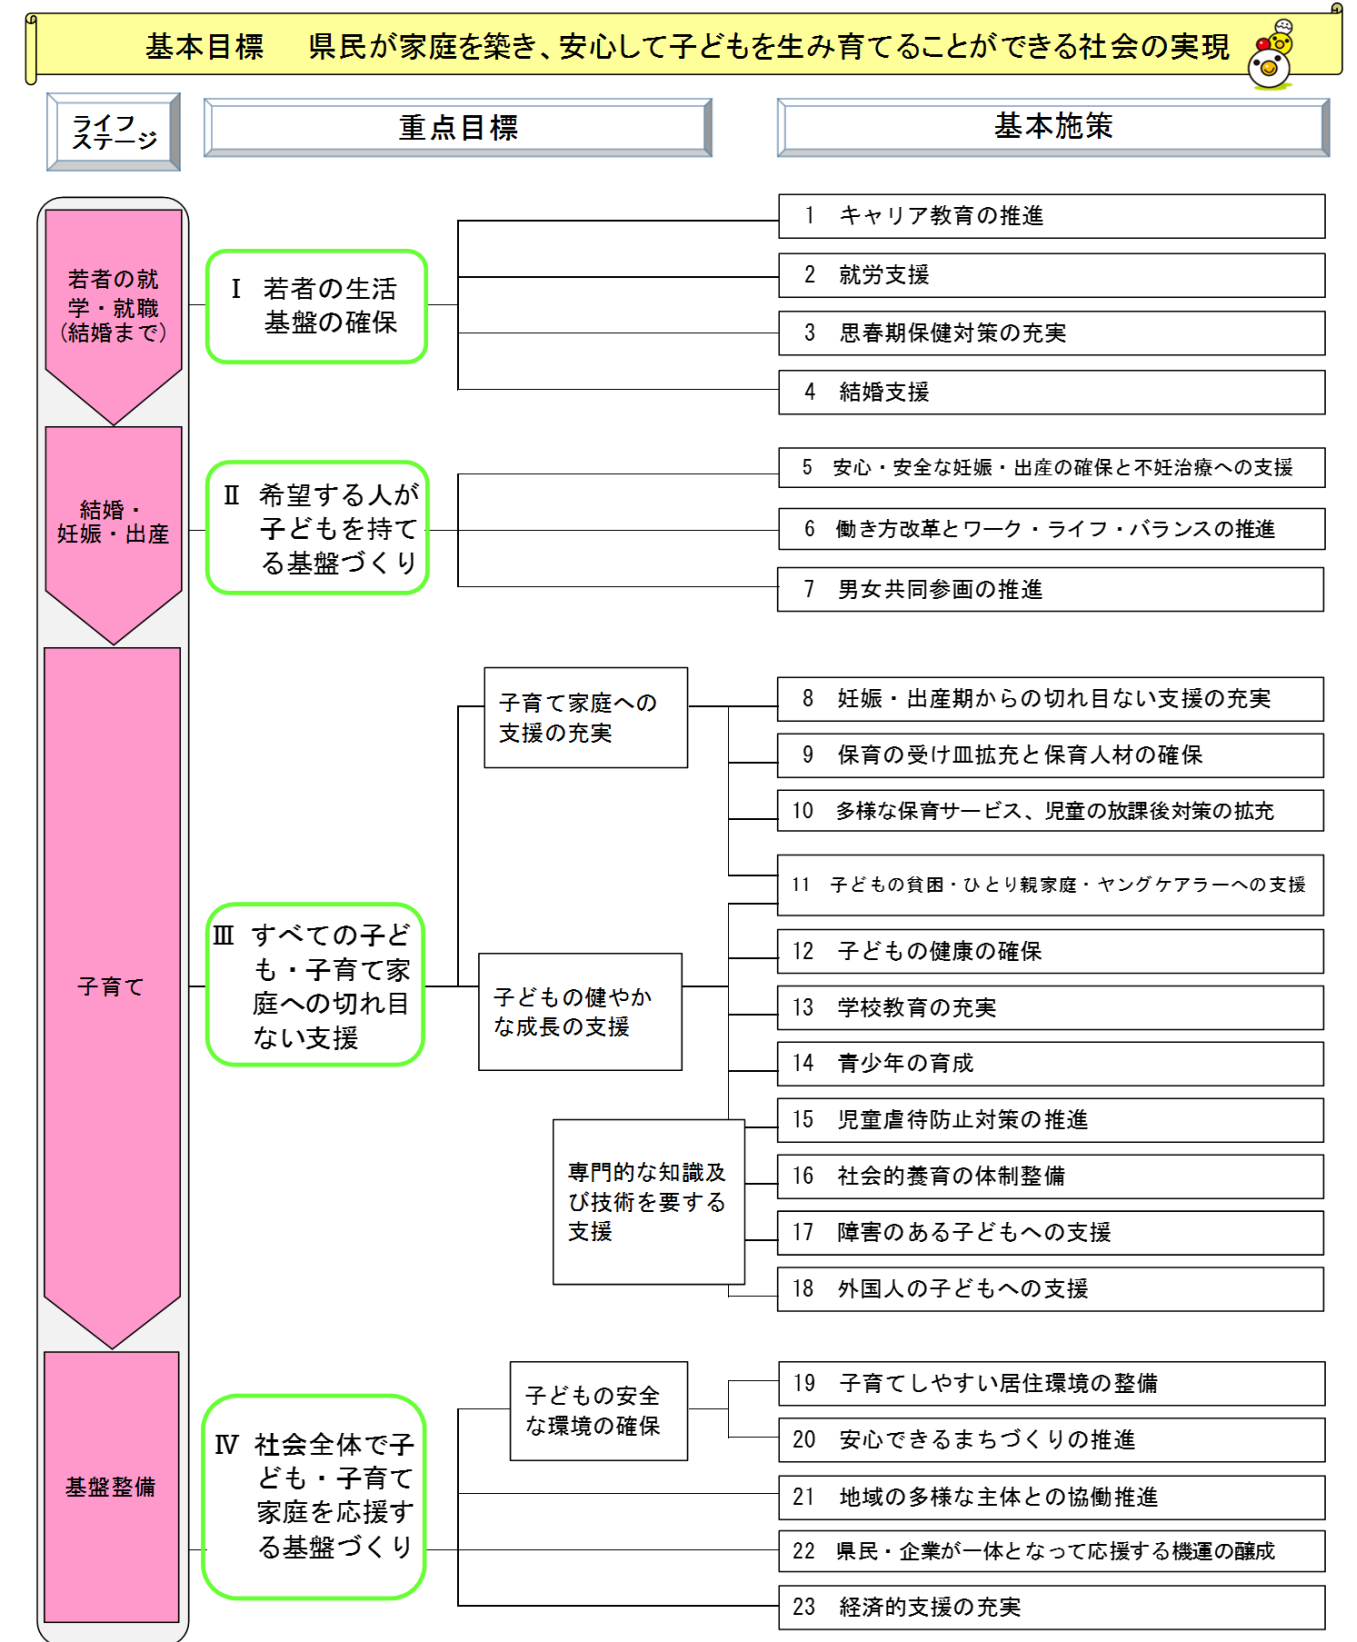 基本目標　県民が家庭を築き、安心して子どもを生み育てることができる社会の実現
ライフ
ステージ
重点目標
基本施策
若者の就
学・就職
(結婚まで)
Ⅰ 若者の生活
基盤の確保
1 キャリア教育の推進
2 就労支援
3 思春期保健対策の充実
4 結婚支援
結婚・
妊娠・出産
Ⅱ 希望する人が
子どもを持て
る基盤づくり
5 安心・安全な妊娠・出産の確保と不妊治療への支援
6 働き方改革とワーク・ライフ・バランスの推進
7 男女共同参画の推進
子育て
Ⅲ すべての子ど
も・子育て家
庭への切れ目
ない支援
子育て家庭への
支援の充実
8 妊娠・出産期からの切れ目ない支援の充実
9 保育の受け皿拡充と保育人材の確保
10 多様な保育サービス、児童の放課後対策の拡充
11 子どもの貧困・ひとり親家庭・ヤングケアラーへの支援
子どもの健やか
な成長の支援
12 子どもの健康の確保
13 学校教育の充実
14 青少年の育成
専門的な知識及
び技術を要する
支援
15 児童虐待防止対策の推進
16 社会的養育の体制整備
17 障害のある子どもへの支援
18 外国人の子どもへの支援
基盤整備
Ⅳ 社会全体で子
ども・子育て
家庭を応援す
る基盤づくり
子どもの安全
な環境の確保
19 子育てしやすい居住環境の整備
20 安心できるまちづくりの推進
21 地域の多様な主体との協働推進
22 県民・企業が一体となって応援する機運の醸成
23 経済的支援の充実